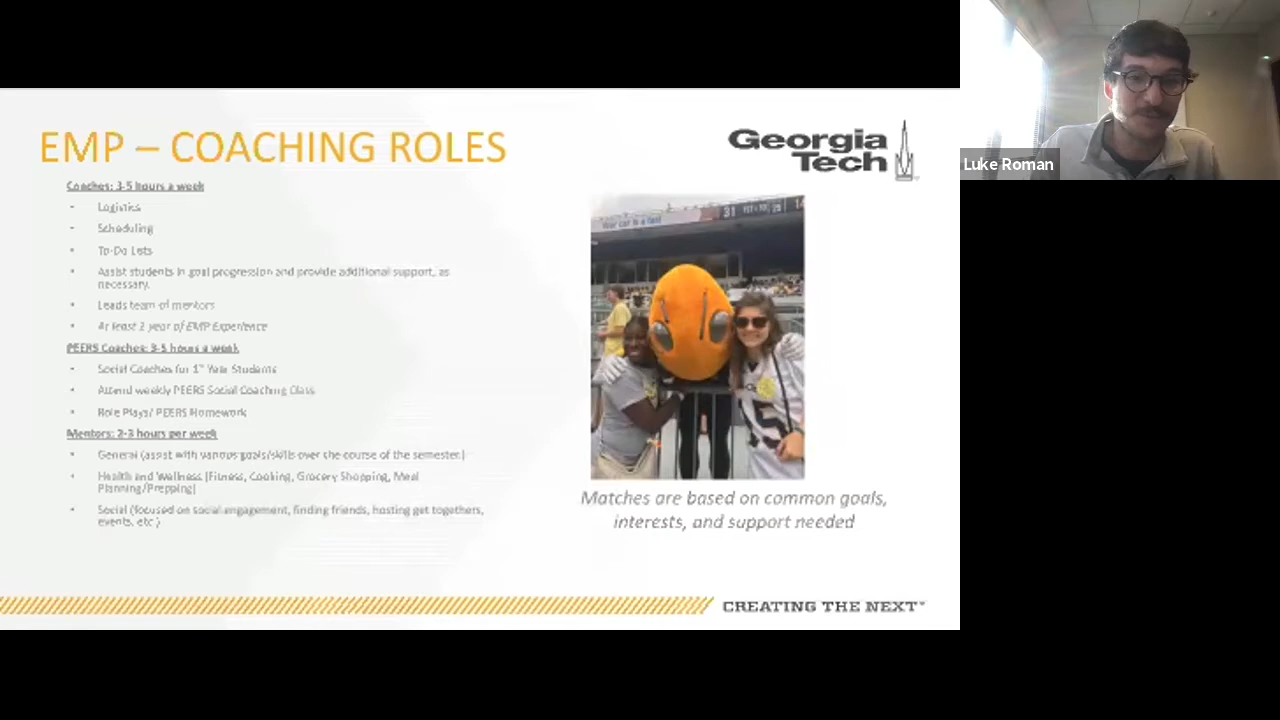 EMP – COACHING ROLES
Georgia
Tech
Luke Roman
Coaches: 3-5 hours a week
• Logistics
• Scheduling
• To-Do Lists
• Assist students in goal progression and provide additional support, as
necessary.
• Leads team of mentors
• At least 1 year of EMP Experience
PEERS Coaches: 3-5 hours a week
• Social Coaches for 1st Year Students
• Attend weekly PEERS Social Coaching Class
• Role Plays/ PEERS Homework
Mentors: 2-3 hours per week
• General (assist with various goals/skills over the course of the semester)
• Health and Wellness (Fitness, Cooking, Grocery Shopping, Meal
Planning/Prepping)
• Social (focused on social engagement, finding friends, hosting get togethers,
events, etc.)
31
Matches are based on common goals,
interests, and support needed
CREATING THE NEXT™